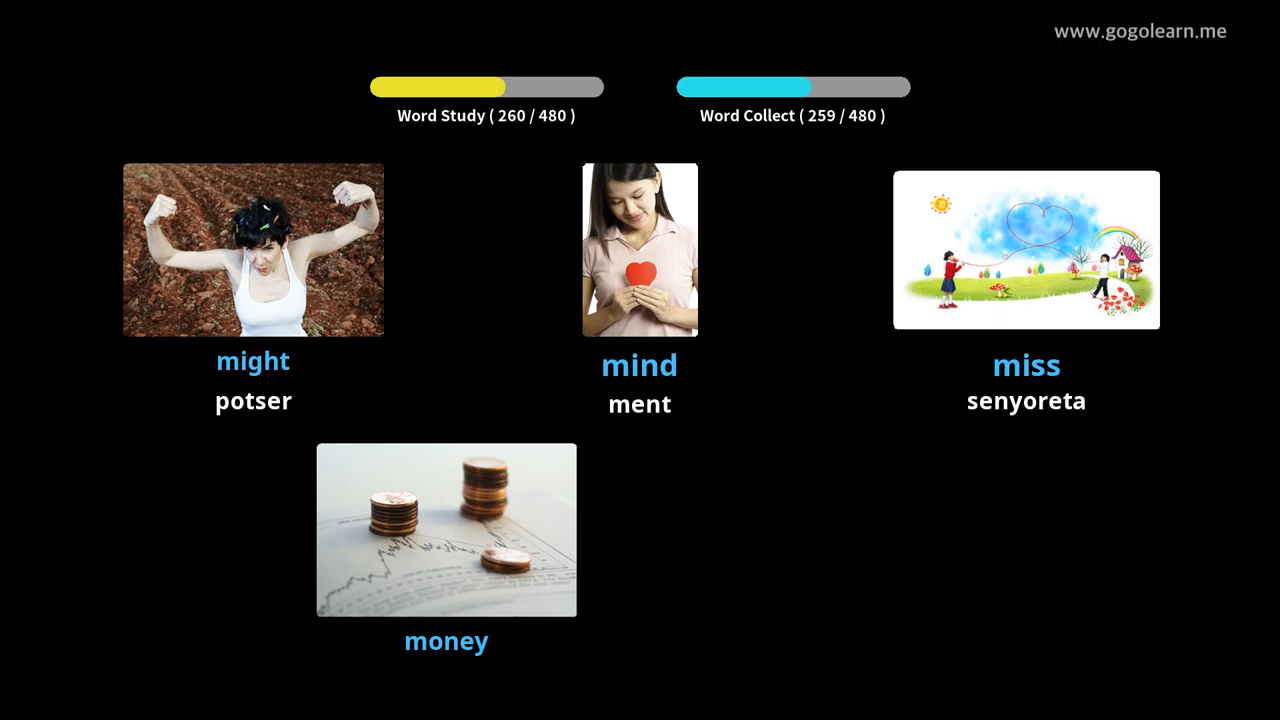 www.gogolearn.me
Word Study ( 260 / 480 )
Word Collect ( 259 / 480 )
might
mind
miss
potser
ment
senyoreta
money